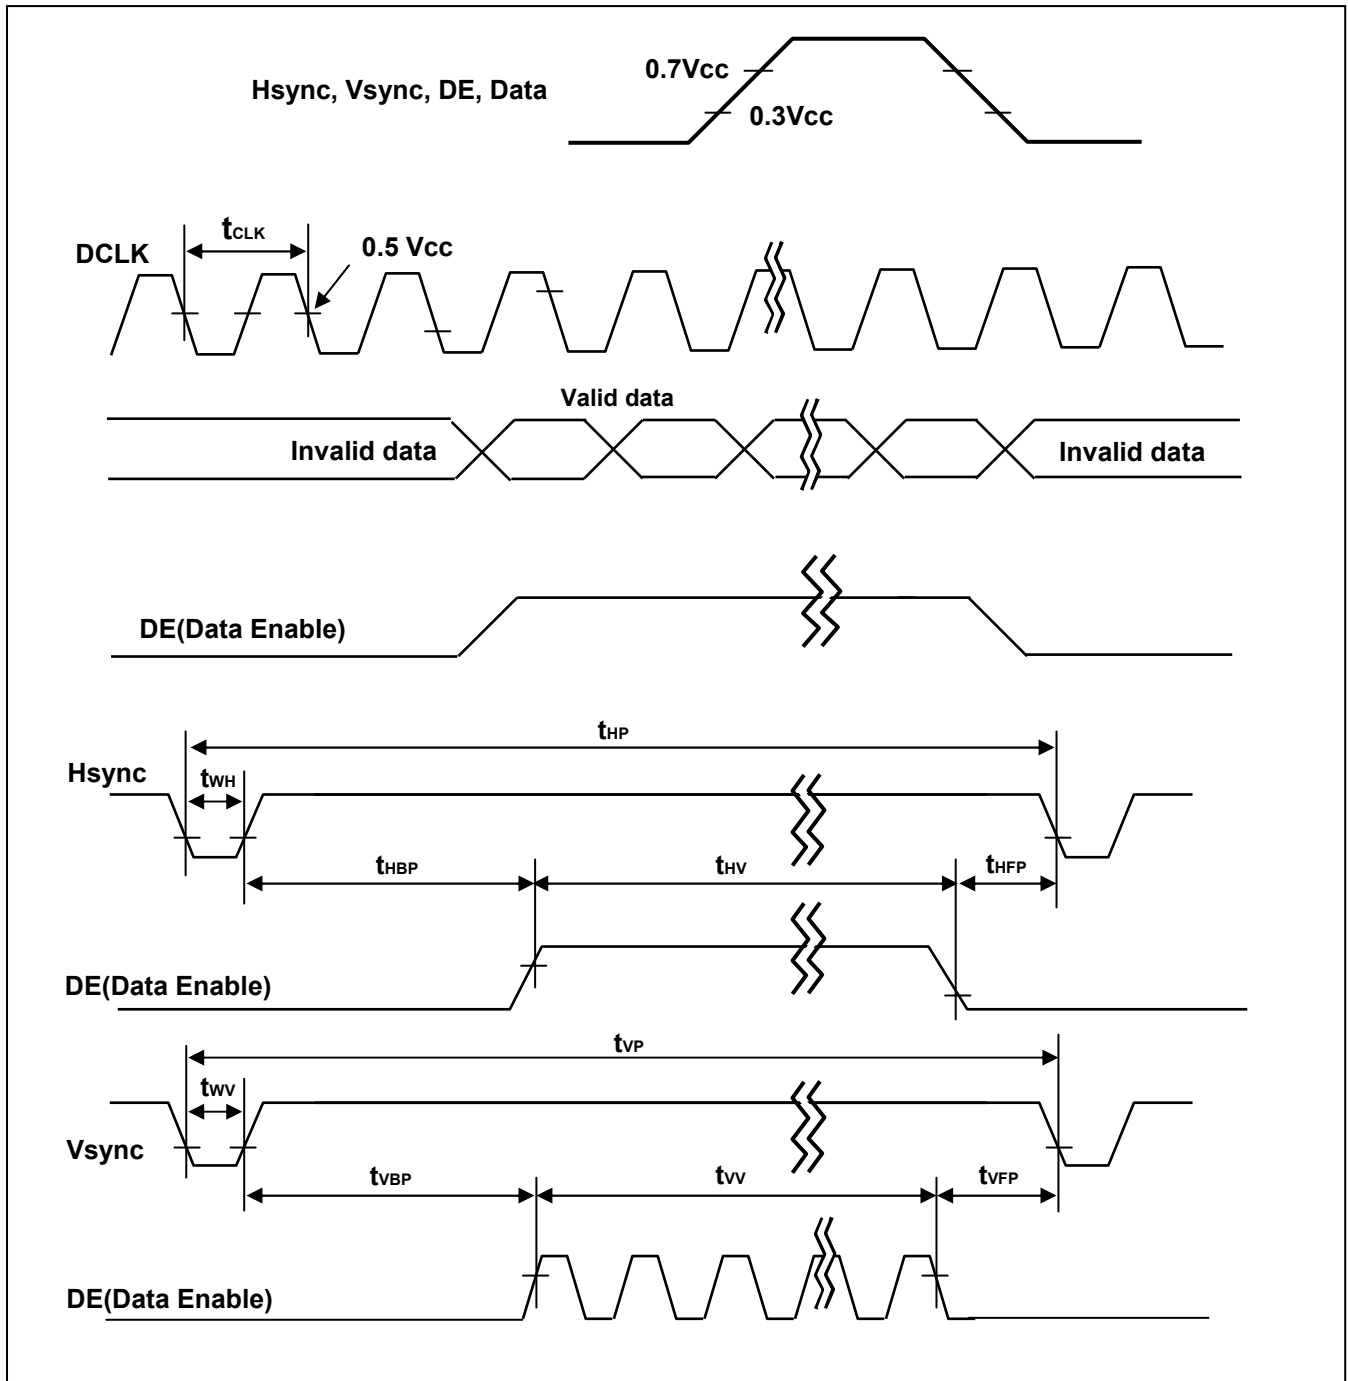 0.7Vcc
Hsync, Vsync, DE, Data
0.3Vcc
tCLK
DCLK
0.5 Vcc
Valid data
Invalid data
Invalid data
DE(Data Enable)
tHP
Hsync
tWH
tHBP
tHV
tHFP
DE(Data Enable)
tVP
tWV
Vsync
tVBP
tVV
tVFP
DE(Data Enable)